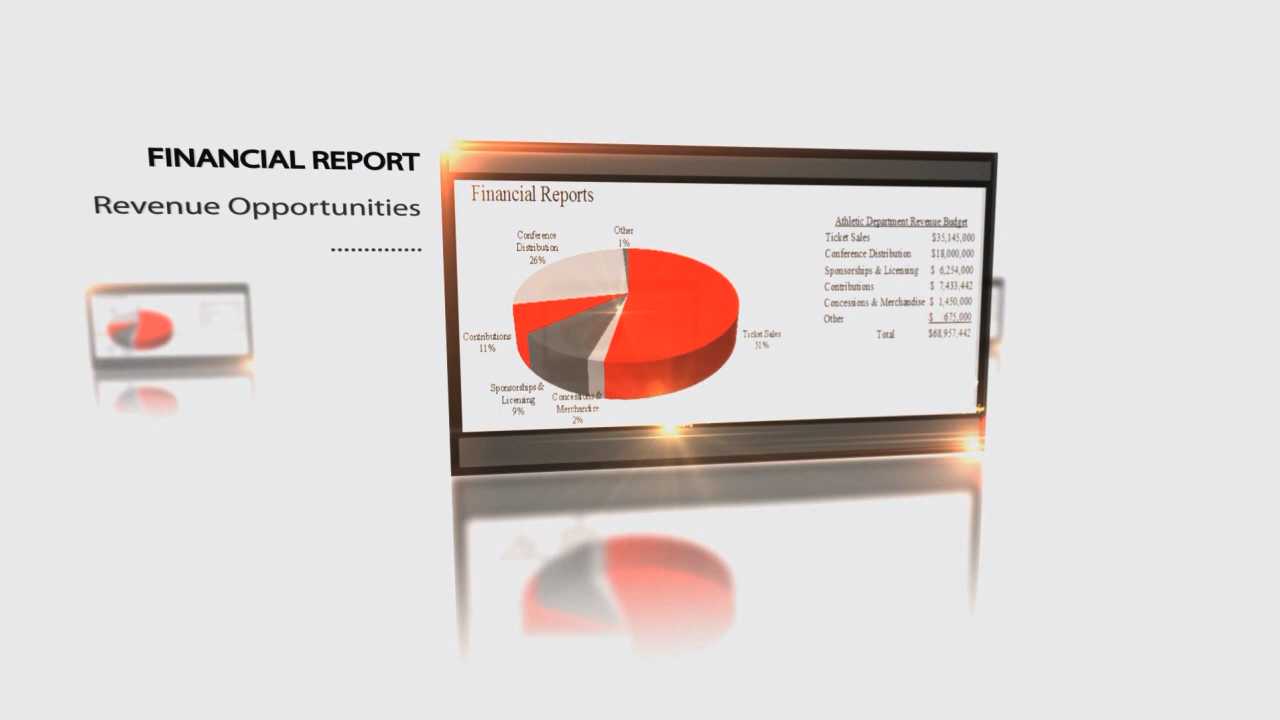 FINANCIAL REPORT
Revenue Opportunities
..............
Financial Reports
Other
1%
Conference
Distribution
26%
Contributions
11%
Sponsorships &
Licensing
9%
Concessions &
Merchandise
2%
Ticket Sales
51%
Athletic Department Revenue Budget
Ticket Sales $35,145,000
Conference Distribution $18,000,000
Sponsorships & Licensing $ 6,254,000
Contributions $ 7,433,442
Concessions & Merchandise $ 1,450,000
Other $ 675,000
Total $68,957,442